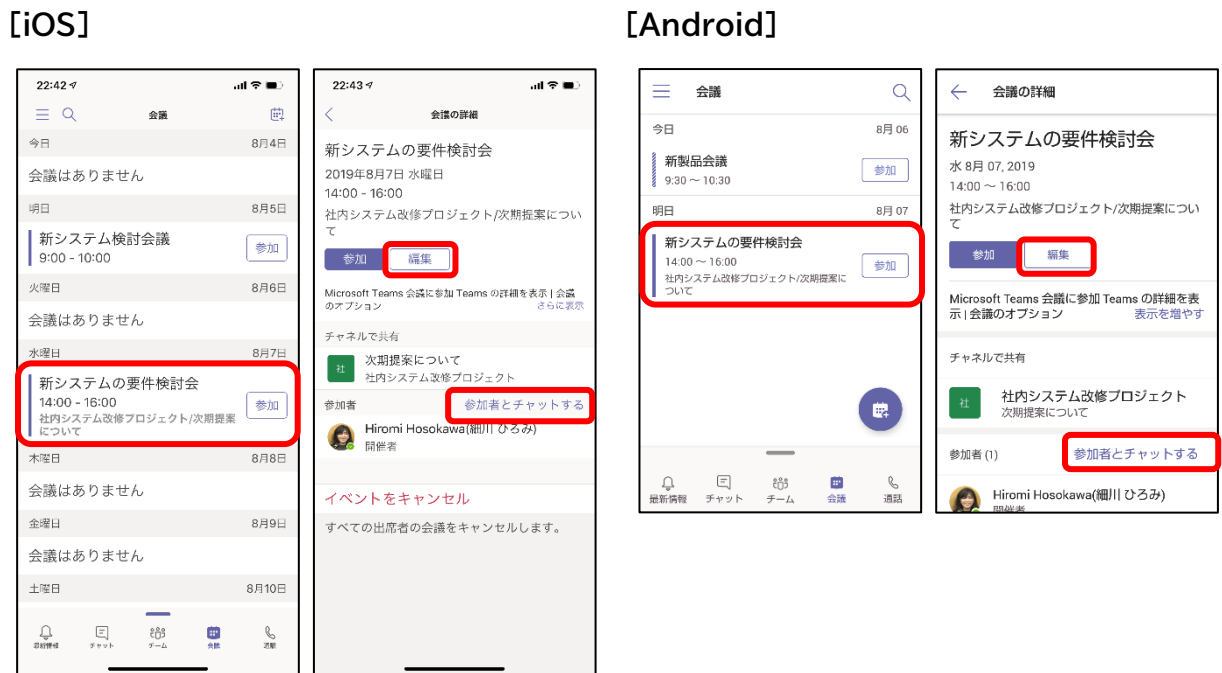 [iOS]
22:42
会議
今日 8月4日
会議はありません
明日 8月5日
新システム検討会議
9:00 - 10:00
参加
火曜日 8月6日
会議はありません
水曜日 8月7日
新システムの要件検討会
14:00 - 16:00
社内システム改修プロジェクト/次期提案
について
参加
木曜日 8月8日
会議はありません
金曜日 8月9日
会議はありません
土曜日 8月10日
最新情報 チャット チーム 会議 通話
22:43
会議の詳細
新システムの要件検討会
2019年8月7日 水曜日
14:00 - 16:00
社内システム改修プロジェクト/次期提案につい
て
参加 編集
Microsoft Teams 会議に参加 Teams の詳細を表示 | 会議
のオプション さらに表示
チャネルで共有
社
次期提案について
社内システム改修プロジェクト
参加者 参加者とチャットする
Hiromi Hosokawa(細川 ひろみ)
開催者
イベントをキャンセル
すべての出席者の会議をキャンセルします。
[Android]
会議
今日 8月 06
新製品会議
9:30 ～ 10:30
参加
明日 8月 07
新システムの要件検討会
14:00 ～ 16:00
社内システム改修プロジェクト/次期提案に
ついて
参加
最新情報 チャット チーム 会議 通話
会議の詳細
新システムの要件検討会
水 8月 07, 2019
14:00 ～ 16:00
社内システム改修プロジェクト/次期提案につい
て
参加 編集
Microsoft Teams 会議に参加 Teams の詳細を表
示 | 会議のオプション 表示を増やす
チャネルで共有
社
社内システム改修プロジェクト
次期提案について
参加者 (1) 参加者とチャットする
Hiromi Hosokawa(細川 ひろみ)
開催者